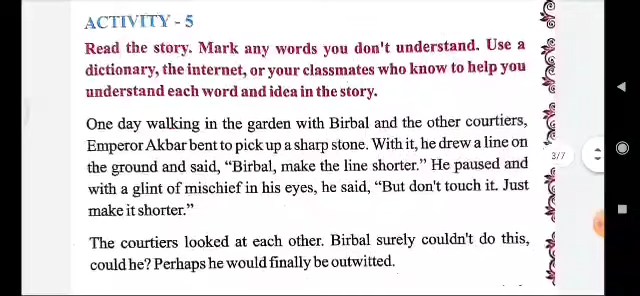 ACTIVITY - 5
Read the story. Mark any words you don't understand. Use a
dictionary, the internet, or your classmates who know to help you
understand each word and idea in the story.
One day walking in the garden with Birbal and the other courtiers,
Emperor Akbar bent to pick up a sharp stone. With it, he drew a line on
the ground and said, “Birbal, make the line shorter.” He paused and
with a glint of mischief in his eyes, he said, “But don't touch it. Just
make it shorter.”
The courtiers looked at each other. Birbal surely couldn't do this,
could he? Perhaps he would finally be outwitted.
3/7